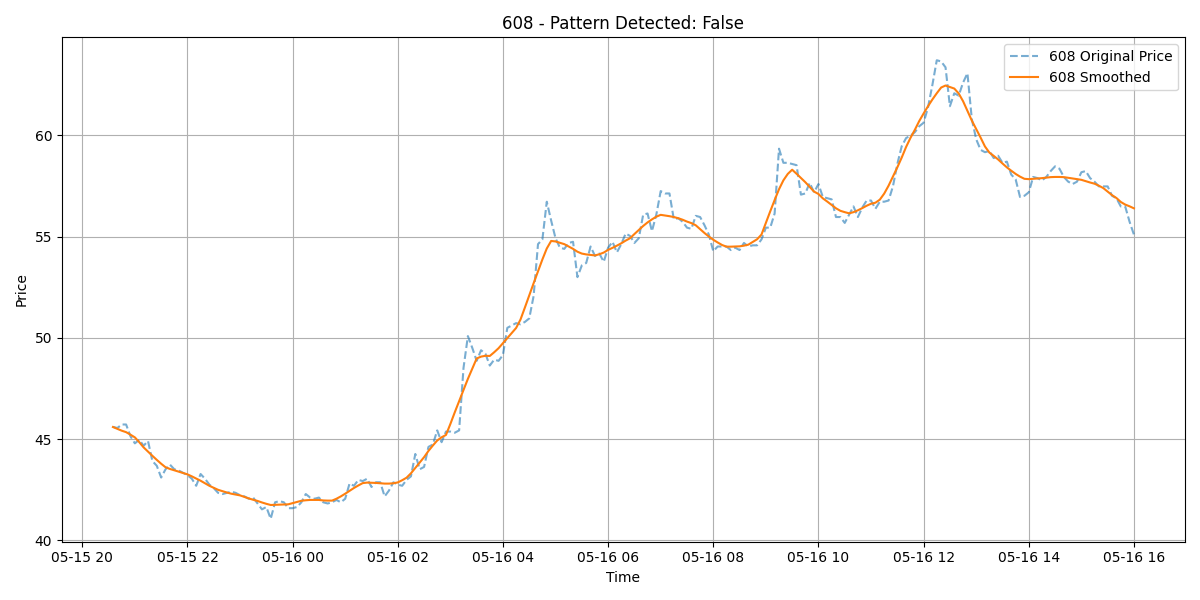 608 - Pattern Detected: False
608 Original Price
608 Smoothed
Price
60
55
50
45
40
05-15 20 05-15 22 05-16 00 05-16 02 05-16 04 05-16 06 05-16 08 05-16 10 05-16 12 05-16 14 05-16 16
Time